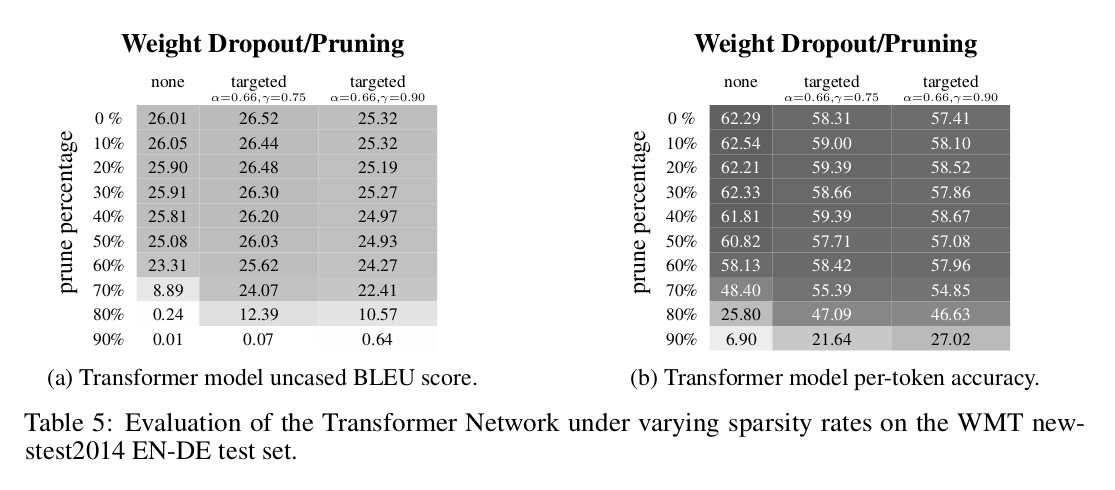 Weight Dropout/Pruning
none targeted targeted
α=0.66,γ=0.75 α=0.66,γ=0.90
prune percentage
0 % 26.01 26.52 25.32
10% 26.05 26.44 25.32
20% 25.90 26.48 25.19
30% 25.91 26.30 25.27
40% 25.81 26.20 24.97
50% 25.08 26.03 24.93
60% 23.31 25.62 24.27
70% 8.89 24.07 22.41
80% 0.24 12.39 10.57
90% 0.01 0.07 0.64
(a) Transformer model uncased BLEU score.
Weight Dropout/Pruning
none targeted targeted
α=0.66,γ=0.75 α=0.66,γ=0.90
prune percentage
0 % 62.29 58.31 57.41
10% 62.54 59.00 58.10
20% 62.21 59.39 58.52
30% 62.33 58.66 57.86
40% 61.81 59.39 58.67
50% 60.82 57.71 57.08
60% 58.13 58.42 57.96
70% 48.40 55.39 54.85
80% 25.80 47.09 46.63
90% 6.90 21.64 27.02
(b) Transformer model per-token accuracy.
Table 5: Evaluation of the Transformer Network under varying sparsity rates on the WMT new-
stest2014 EN-DE test set.